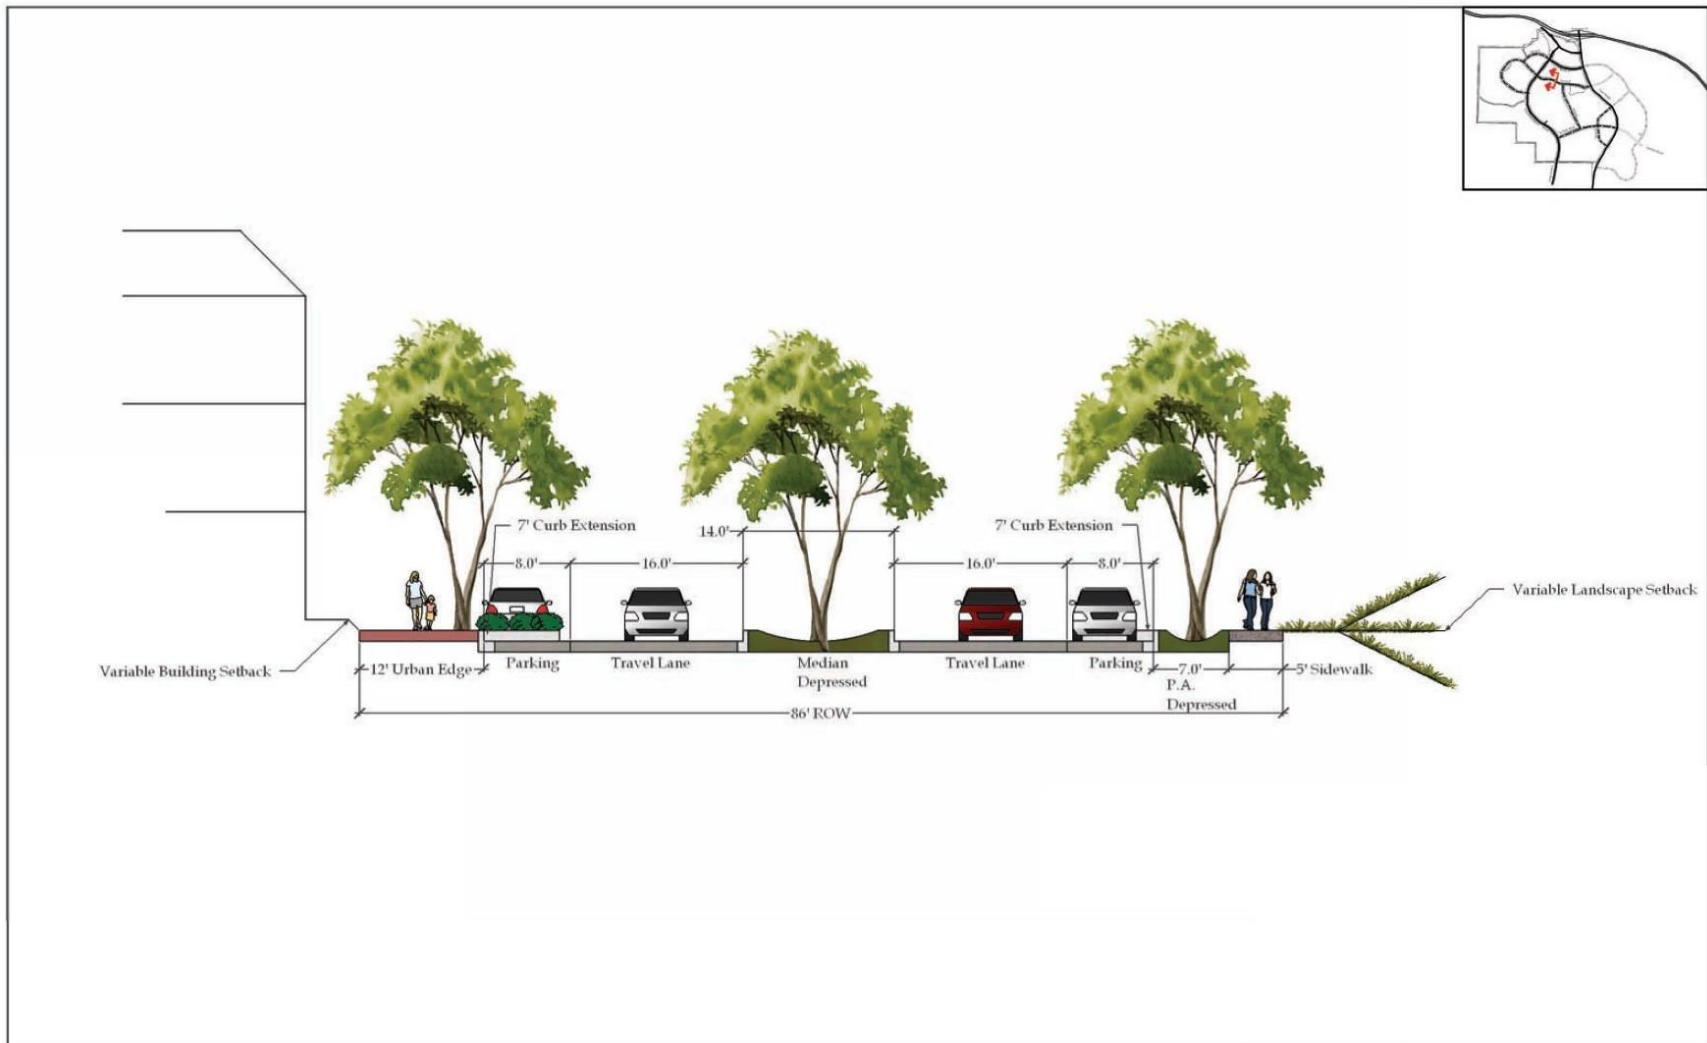 7' Curb Extension
14.0'
7' Curb Extension
8.0'
16.0'
16.0'
8.0'
Variable Landscape Setback
Variable Building Setback
12' Urban Edge
Parking
Travel Lane
Median
Depressed
Travel Lane
Parking
7.0'
P.A.
Depressed
5' Sidewalk
86' ROW